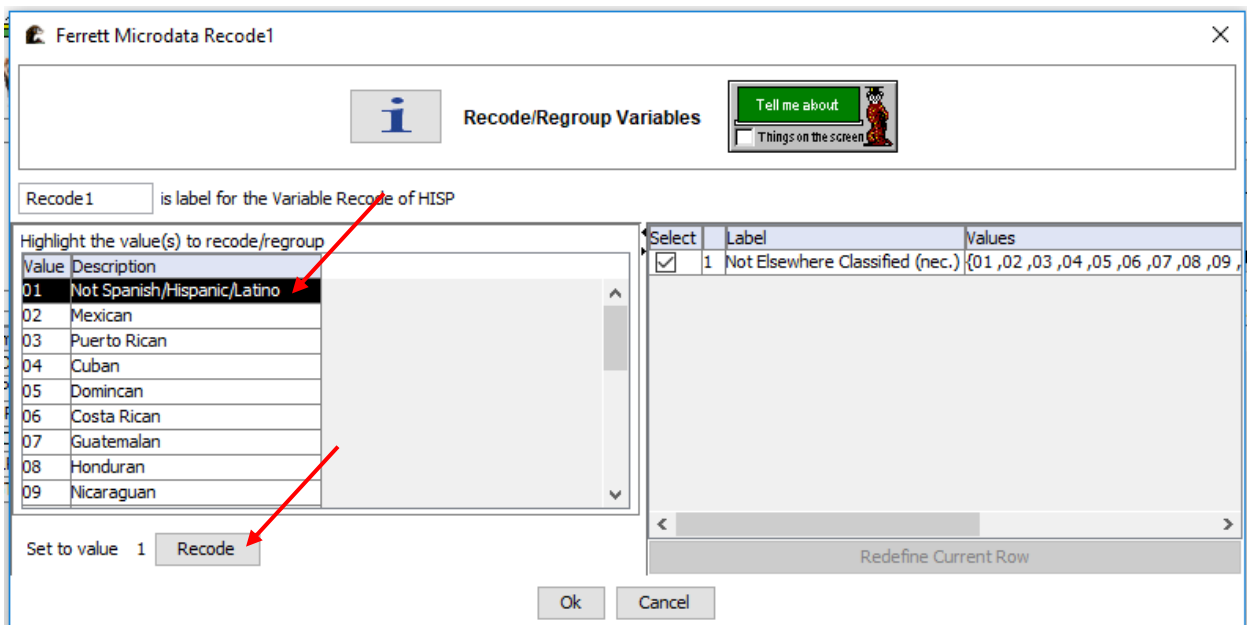 Ferrett Microdata Recode1
Recode/Regroup Variables
Tell me about
Things on the screen
Recode1 is label for the Variable Recode of HISP
Highlight the value(s) to recode/regroup
Value Description
01 Not Spanish/Hispanic/Latino
02 Mexican
03 Puerto Rican
04 Cuban
05 Domincan
06 Costa Rican
07 Guatemalan
08 Honduran
09 Nicaraguan
Set to value 1 Recode
Select Label Values
1 Not Elsewhere Classified (nec.) {01 ,02 ,03 ,04 ,05 ,06 ,07 ,08 ,09 ,
Redefine Current Row
Ok Cancel